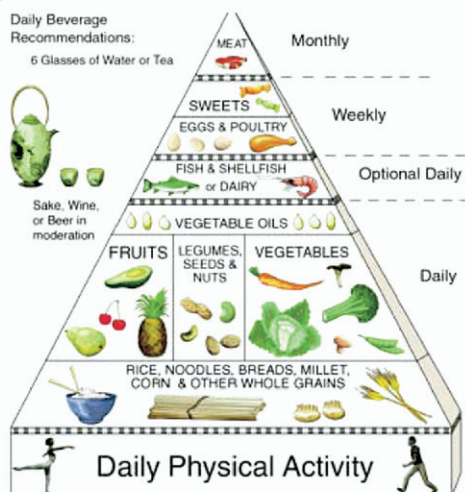 Daily Beverage
Recommendations:
6 Glasses of Water or Tea
Sake, Wine,
or Beer in
moderation
MEAT
Monthly
SWEETS
EGGS & POULTRY
Weekly
FISH & SHELLFISH
or DAIRY
Optional Daily
VEGETABLE OILS
FRUITS
LEGUMES,
SEEDS &
NUTS
VEGETABLES
Daily
RICE, NOODLES, BREADS, MILLET,
CORN & OTHER WHOLE GRAINS
Daily Physical Activity